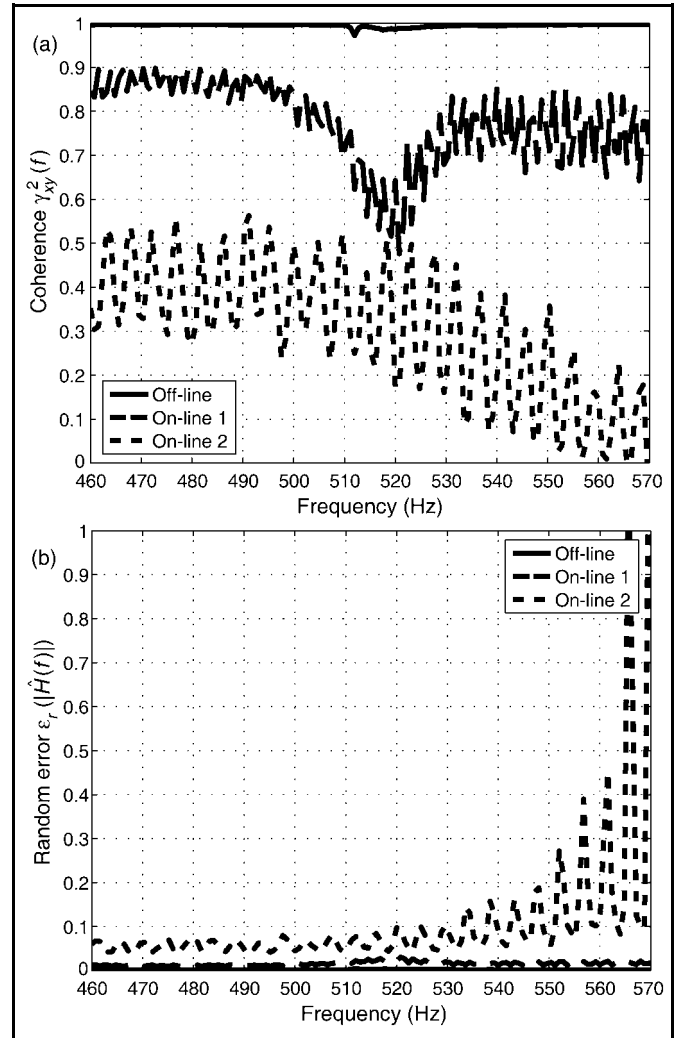 (a)
Coherence γ²xy(f)
1
0.9
0.8
0.7
0.6
0.5
0.4
0.3
0.2
0.1
0
Off-line
On-line 1
On-line 2
460 470 480 490 500 510 520 530 540 550 560 570
Frequency (Hz)
(b)
Random error εr (|Ĥ(f)|)
1
0.9
0.8
0.7
0.6
0.5
0.4
0.3
0.2
0.1
0
Off-line
On-line 1
On-line 2
460 470 480 490 500 510 520 530 540 550 560 570
Frequency (Hz)